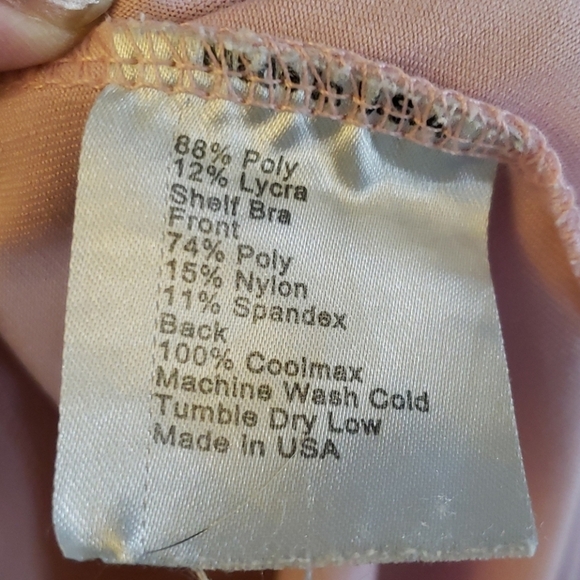 88% Poly
12% Lycra
Shelf Bra
Front
74% Poly
15% Nylon
11% Spandex
Back
100% Coolmax
Machine Wash Cold
Tumble Dry Low
Made In USA